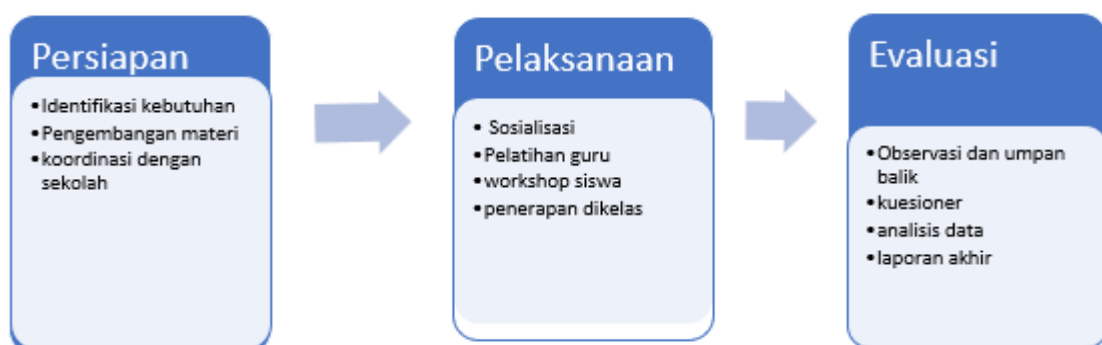 Persiapan
•Identifikasi kebutuhan
•Pengembangan materi
•koordinasi dengan
sekolah
Pelaksanaan
• Sosialisasi
•Pelatihan guru
•workshop siswa
•penerapan dikelas
Evaluasi
•Observasi dan umpan
balik
•kuesioner
•analisis data
•laporan akhir